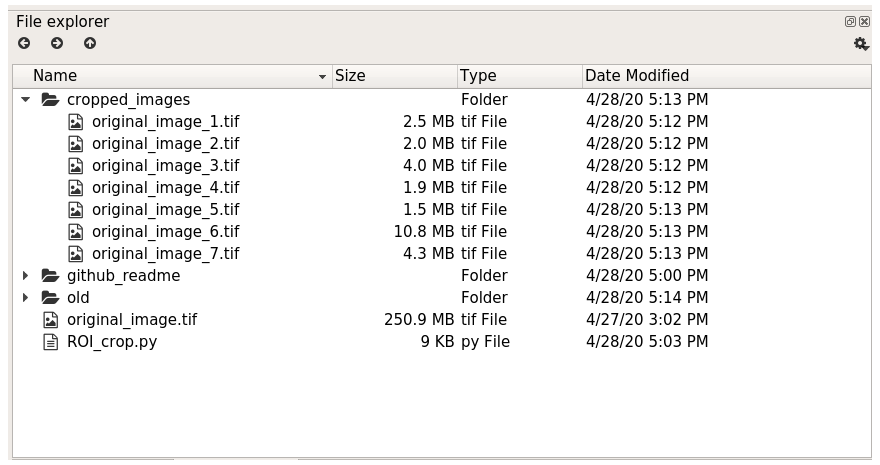 File explorer
Name Size Type Date Modified
cropped_images Folder 4/28/20 5:13 PM
original_image_1.tif 2.5 MB tif File 4/28/20 5:12 PM
original_image_2.tif 2.0 MB tif File 4/28/20 5:12 PM
original_image_3.tif 4.0 MB tif File 4/28/20 5:12 PM
original_image_4.tif 1.9 MB tif File 4/28/20 5:12 PM
original_image_5.tif 1.5 MB tif File 4/28/20 5:13 PM
original_image_6.tif 10.8 MB tif File 4/28/20 5:13 PM
original_image_7.tif 4.3 MB tif File 4/28/20 5:13 PM
github_readme Folder 4/28/20 5:00 PM
old Folder 4/28/20 5:14 PM
original_image.tif 250.9 MB tif File 4/27/20 3:02 PM
ROI_crop.py 9 KB py File 4/28/20 5:03 PM